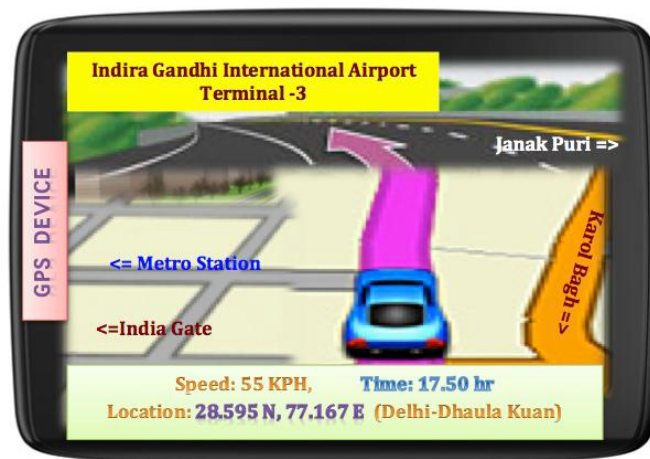 Indira Gandhi International Airport
Terminal -3
Janak Puri =>
GPS DEVICE
Karol Bagh =>
<= Metro Station
<=India Gate
Speed: 55 KPH, Time: 17.50 hr
Location: 28.595 N, 77.167 E (Delhi-Dhaula Kuan)